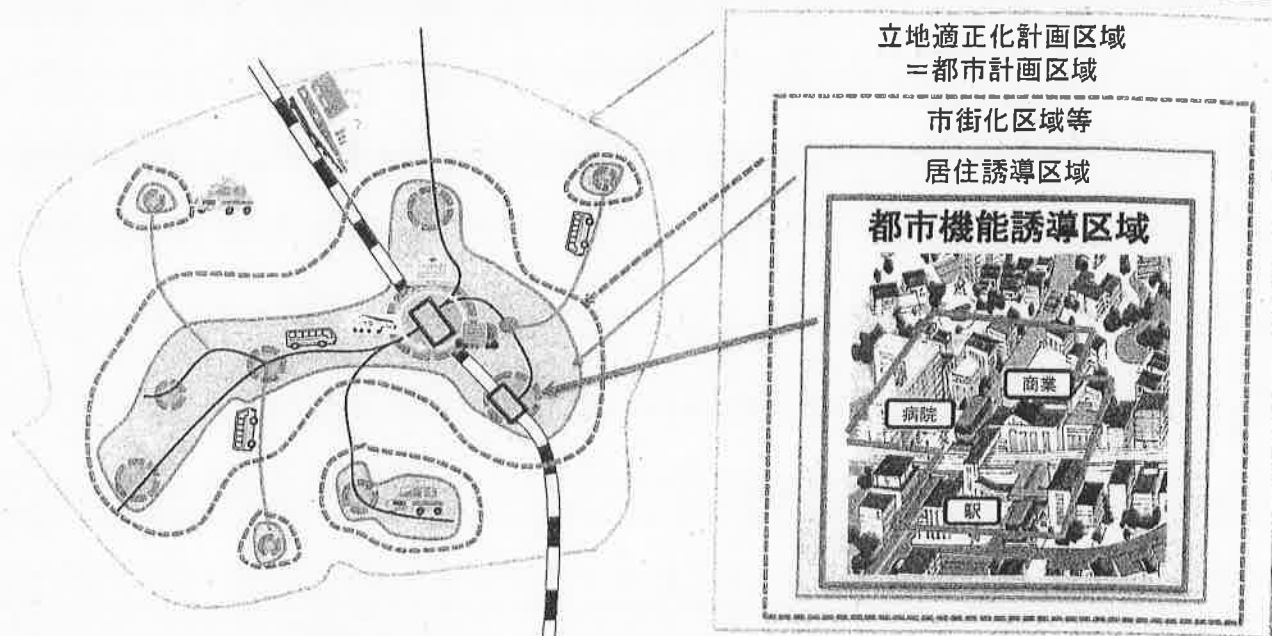 立地適正化計画区域
=都市計画区域
市街化区域等
居住誘導区域
都市機能誘導区域
商業
病院
駅